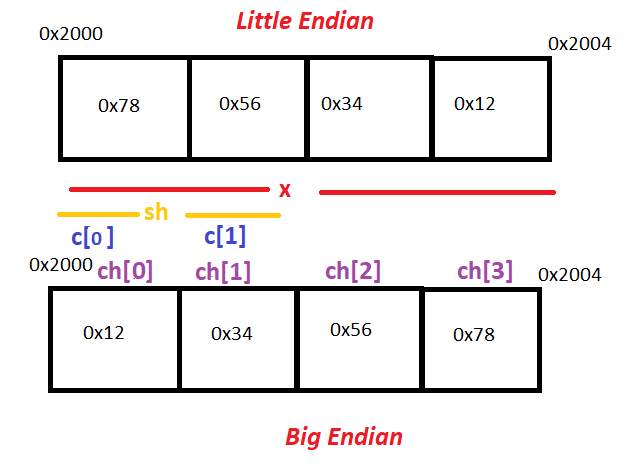 Little Endian
0x2000 0x2004
0x78 0x56 0x34 0x12
x
sh
c[0] c[1]
0x2000 ch[0] ch[1] ch[2] ch[3] 0x2004
0x12 0x34 0x56 0x78
Big Endian